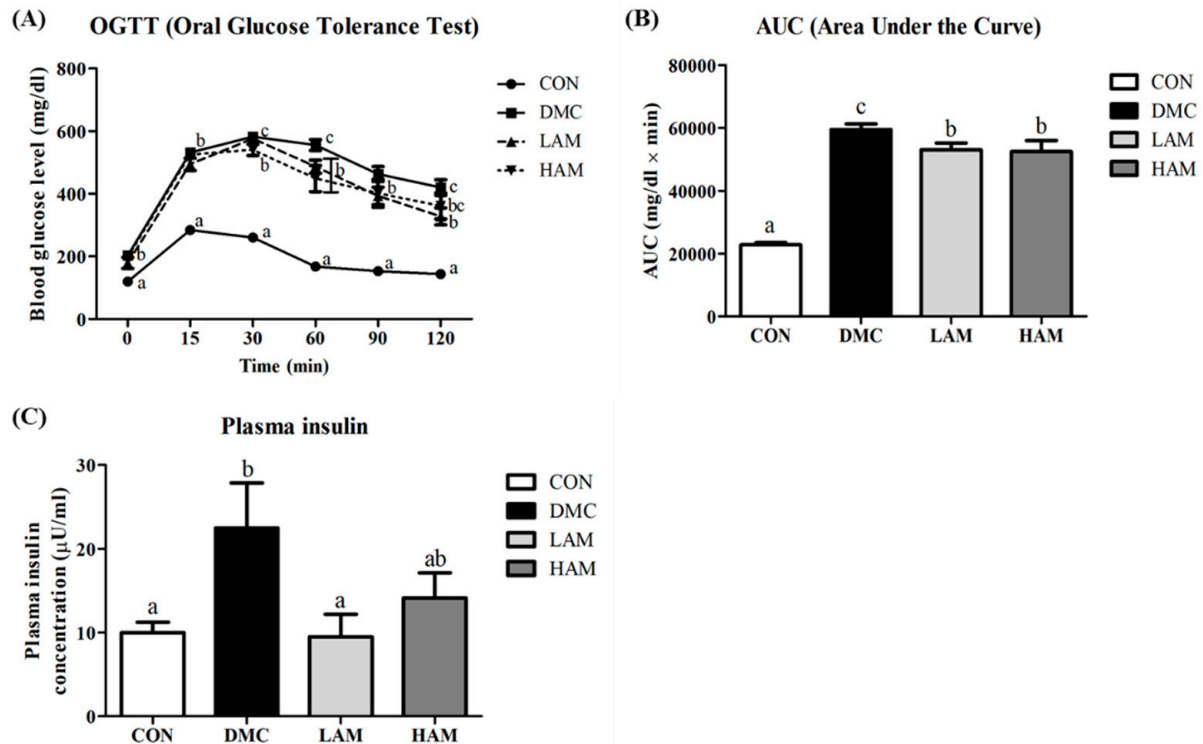 (A)
OGTT (Oral Glucose Tolerance Test)
Blood glucose level (mg/dl)
800
600
400
200
0
0 15 30 60 90 120
Time (min)
CON
DMC
LAM
HAM
b c c c
b b b bc
b b
a a a a a a
(B)
AUC (Area Under the Curve)
AUC (mg/dl × min)
80000
60000
40000
20000
0
a c b b
CON DMC LAM HAM
CON
DMC
LAM
HAM
(C)
Plasma insulin
Plasma insulin
concentration (μU/ml)
30
20
10
0
a b a ab
CON DMC LAM HAM
CON
DMC
LAM
HAM